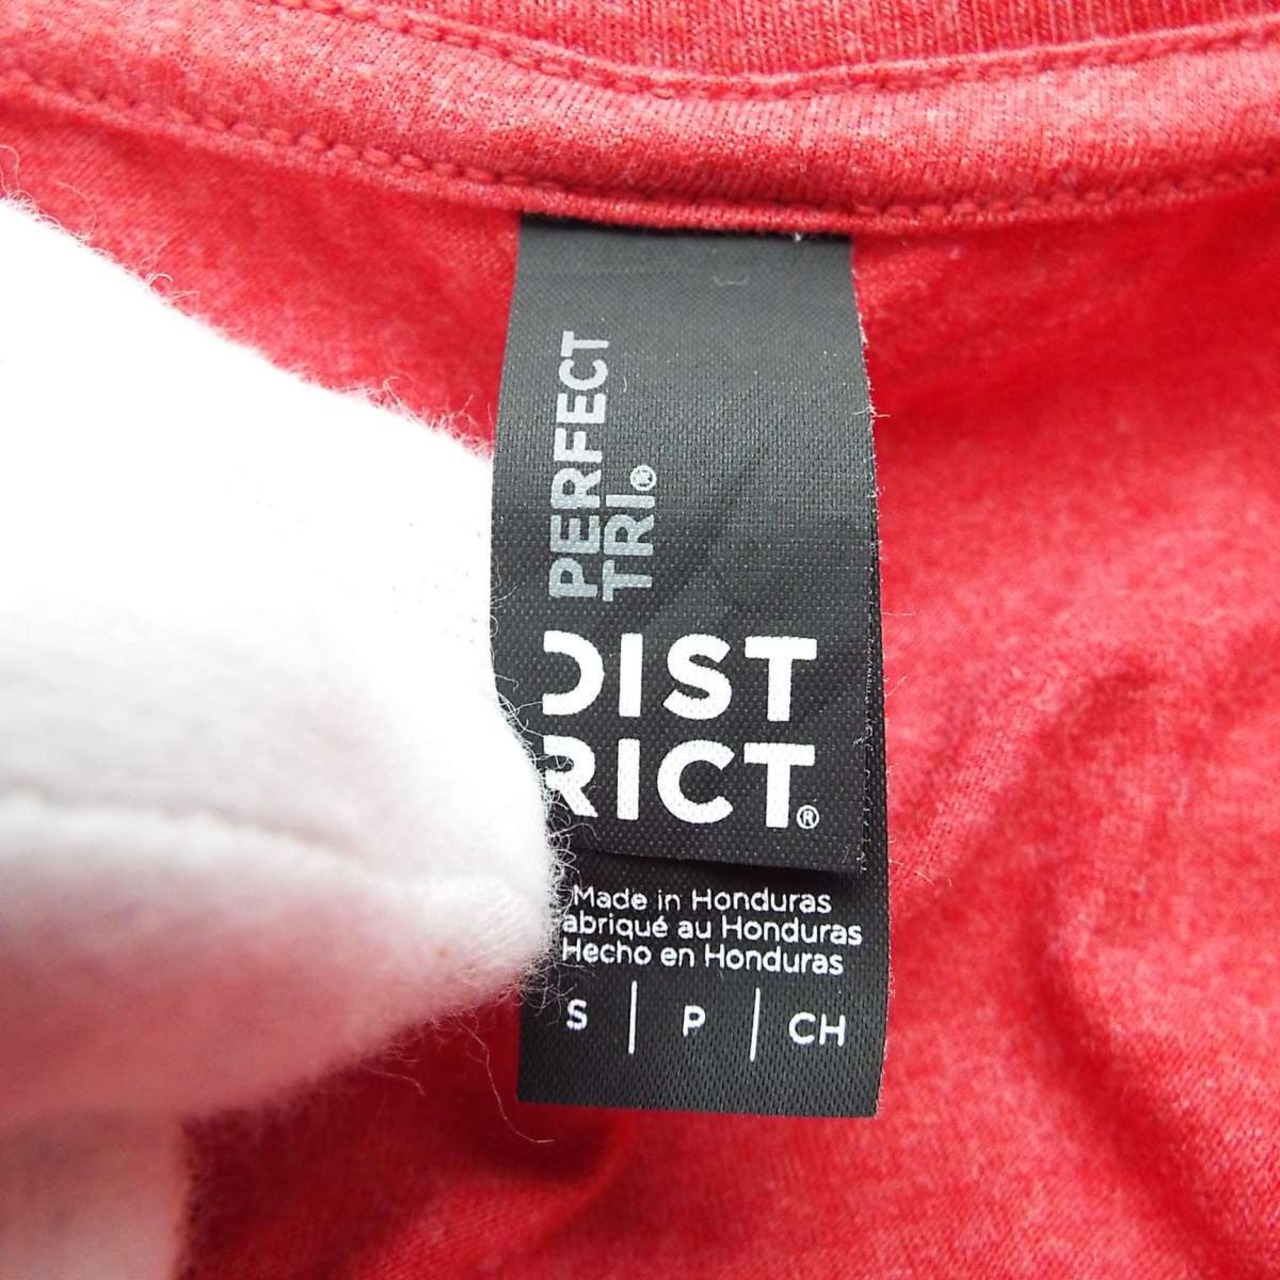 PERFECT
TRI®
DIST
RICT®
Made in Honduras
abriqué au Honduras
Hecho en Honduras
S | P | CH